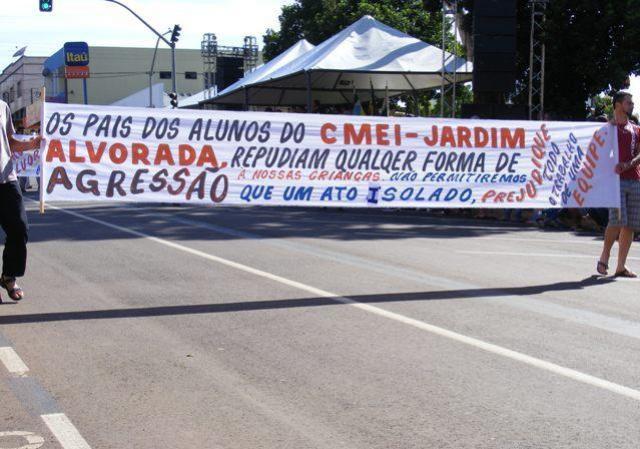 Itaú
OS PAIS DOS ALUNOS DO CMEI-JARDIM
ALVORADA, REPUDIAM QUALQER FORMA DE
AGRESSÃO A NOSSAS CRIANÇAS. NÃO PERMITIREMOS
QUE UM ATO ISOLADO, PREJUDIQUE
TODO
O TRABALHO
DE UMA
EQUIPE